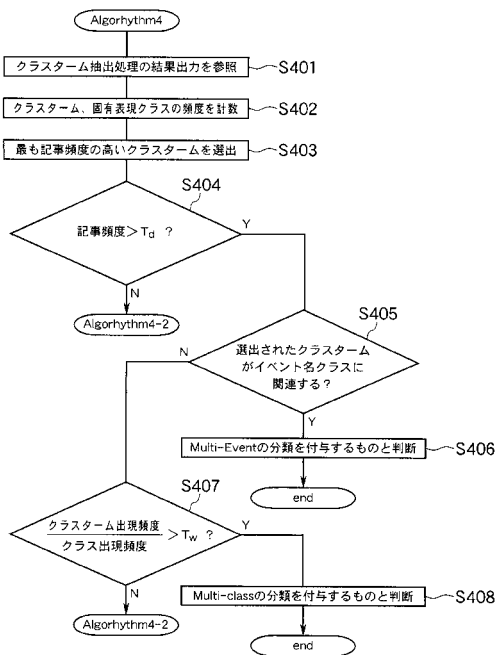 Algorhythm4
クラスターム抽出処理の結果出力を参照
S401
クラスターム、固有表現クラスの頻度を計数
S402
最も記事頻度の高いクラスタームを選出
S403
S404
記事頻度＞Td ？
Y
N
Algorhythm4-2
S405
選出されたクラスターム
がイベント名クラスに
関連する？
N
Y
Multi-Eventの分類を付与するものと判断
S406
end
S407
クラスターム出現頻度
クラス出現頻度
＞Tw ？
Y
N
Algorhythm4-2
Multi-classの分類を付与するものと判断
S408
end